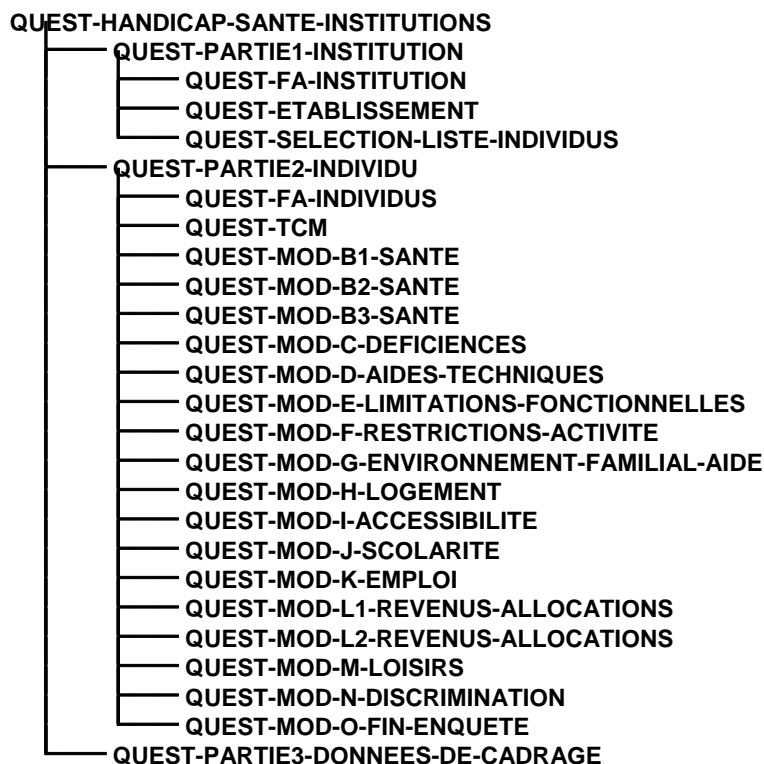 QUEST-HANDICAP-SANTE-INSTITUTIONS
QUEST-PARTIE1-INSTITUTION
QUEST-FA-INSTITUTION
QUEST-ETABLISSEMENT
QUEST-SELECTION-LISTE-INDIVIDUS
QUEST-PARTIE2-INDIVIDU
QUEST-FA-INDIVIDUS
QUEST-TCM
QUEST-MOD-B1-SANTE
QUEST-MOD-B2-SANTE
QUEST-MOD-B3-SANTE
QUEST-MOD-C-DEFICIENCES
QUEST-MOD-D-AIDES-TECHNIQUES
QUEST-MOD-E-LIMITATIONS-FONCTIONNELLES
QUEST-MOD-F-RESTRICTIONS-ACTIVITE
QUEST-MOD-G-ENVIRONNEMENT-FAMILIAL-AIDE
QUEST-MOD-H-LOGEMENT
QUEST-MOD-I-ACCESSIBILITE
QUEST-MOD-J-SCOLARITE
QUEST-MOD-K-EMPLOI
QUEST-MOD-L1-REVENUS-ALLOCATIONS
QUEST-MOD-L2-REVENUS-ALLOCATIONS
QUEST-MOD-M-LOISIRS
QUEST-MOD-N-DISCRIMINATION
QUEST-MOD-O-FIN-ENQUETE
QUEST-PARTIE3-DONNEES-DE-CADRAGE